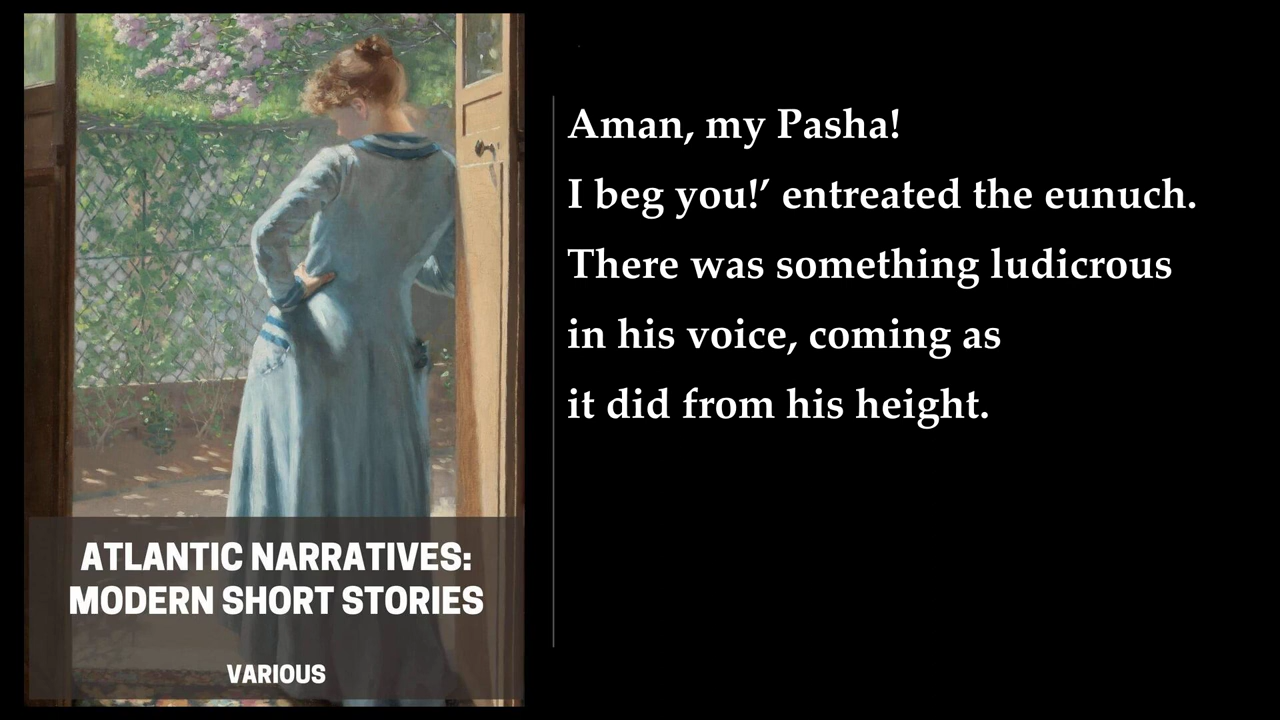 Aman, my Pasha!
I beg you!’ entreated the eunuch.
There was something ludicrous
in his voice, coming as
it did from his height.
ATLANTIC NARRATIVES:
MODERN SHORT STORIES
VARIOUS